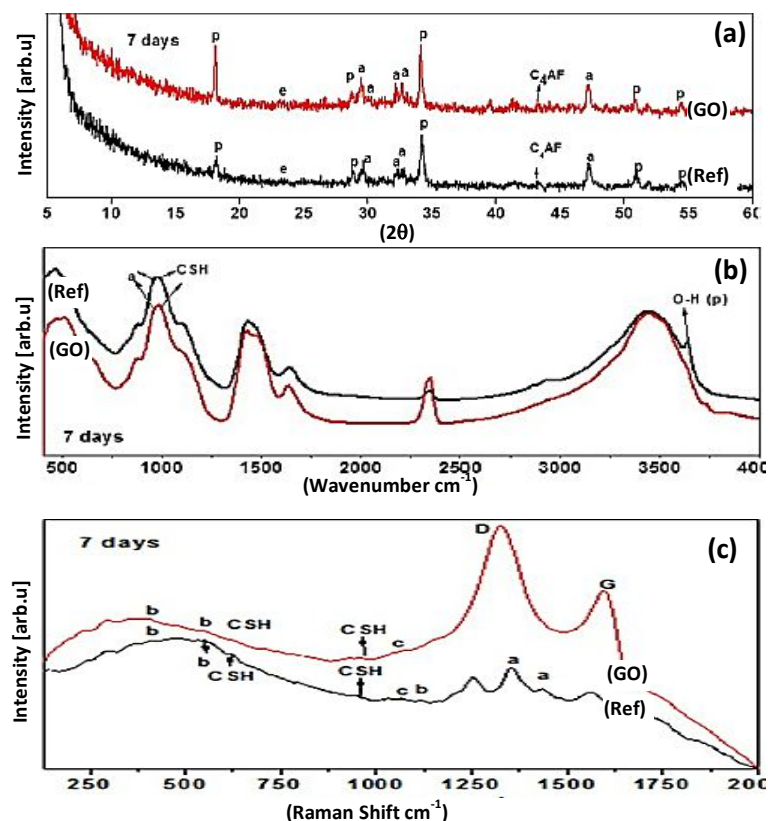 7 days
(a)
p
p
a
e
p
a
a
a
a
C₄AF
a
p
p
(GO)
p
e
p
a
a
a
p
C₄AF
a
p
p
(Ref)
Intensity [arb.u]
5 10 15 20 25 30 35 40 45 50 55 60
(2θ)
(b)
(Ref)
(GO)
a
CSH
O-H (p)
Intensity [arb.u]
7 days
500 1000 1500 2000 2500 3000 3500 400
(Wavenumber cm⁻¹)
(c)
7 days
D
G
b
b
CSH
CSH
c
b
b
CSH
CSH
c
b
a
a
(GO)
(Ref)
Intensity [arb.u]
250 500 750 1000 1250 1500 1750 200
(Raman Shift cm⁻¹)